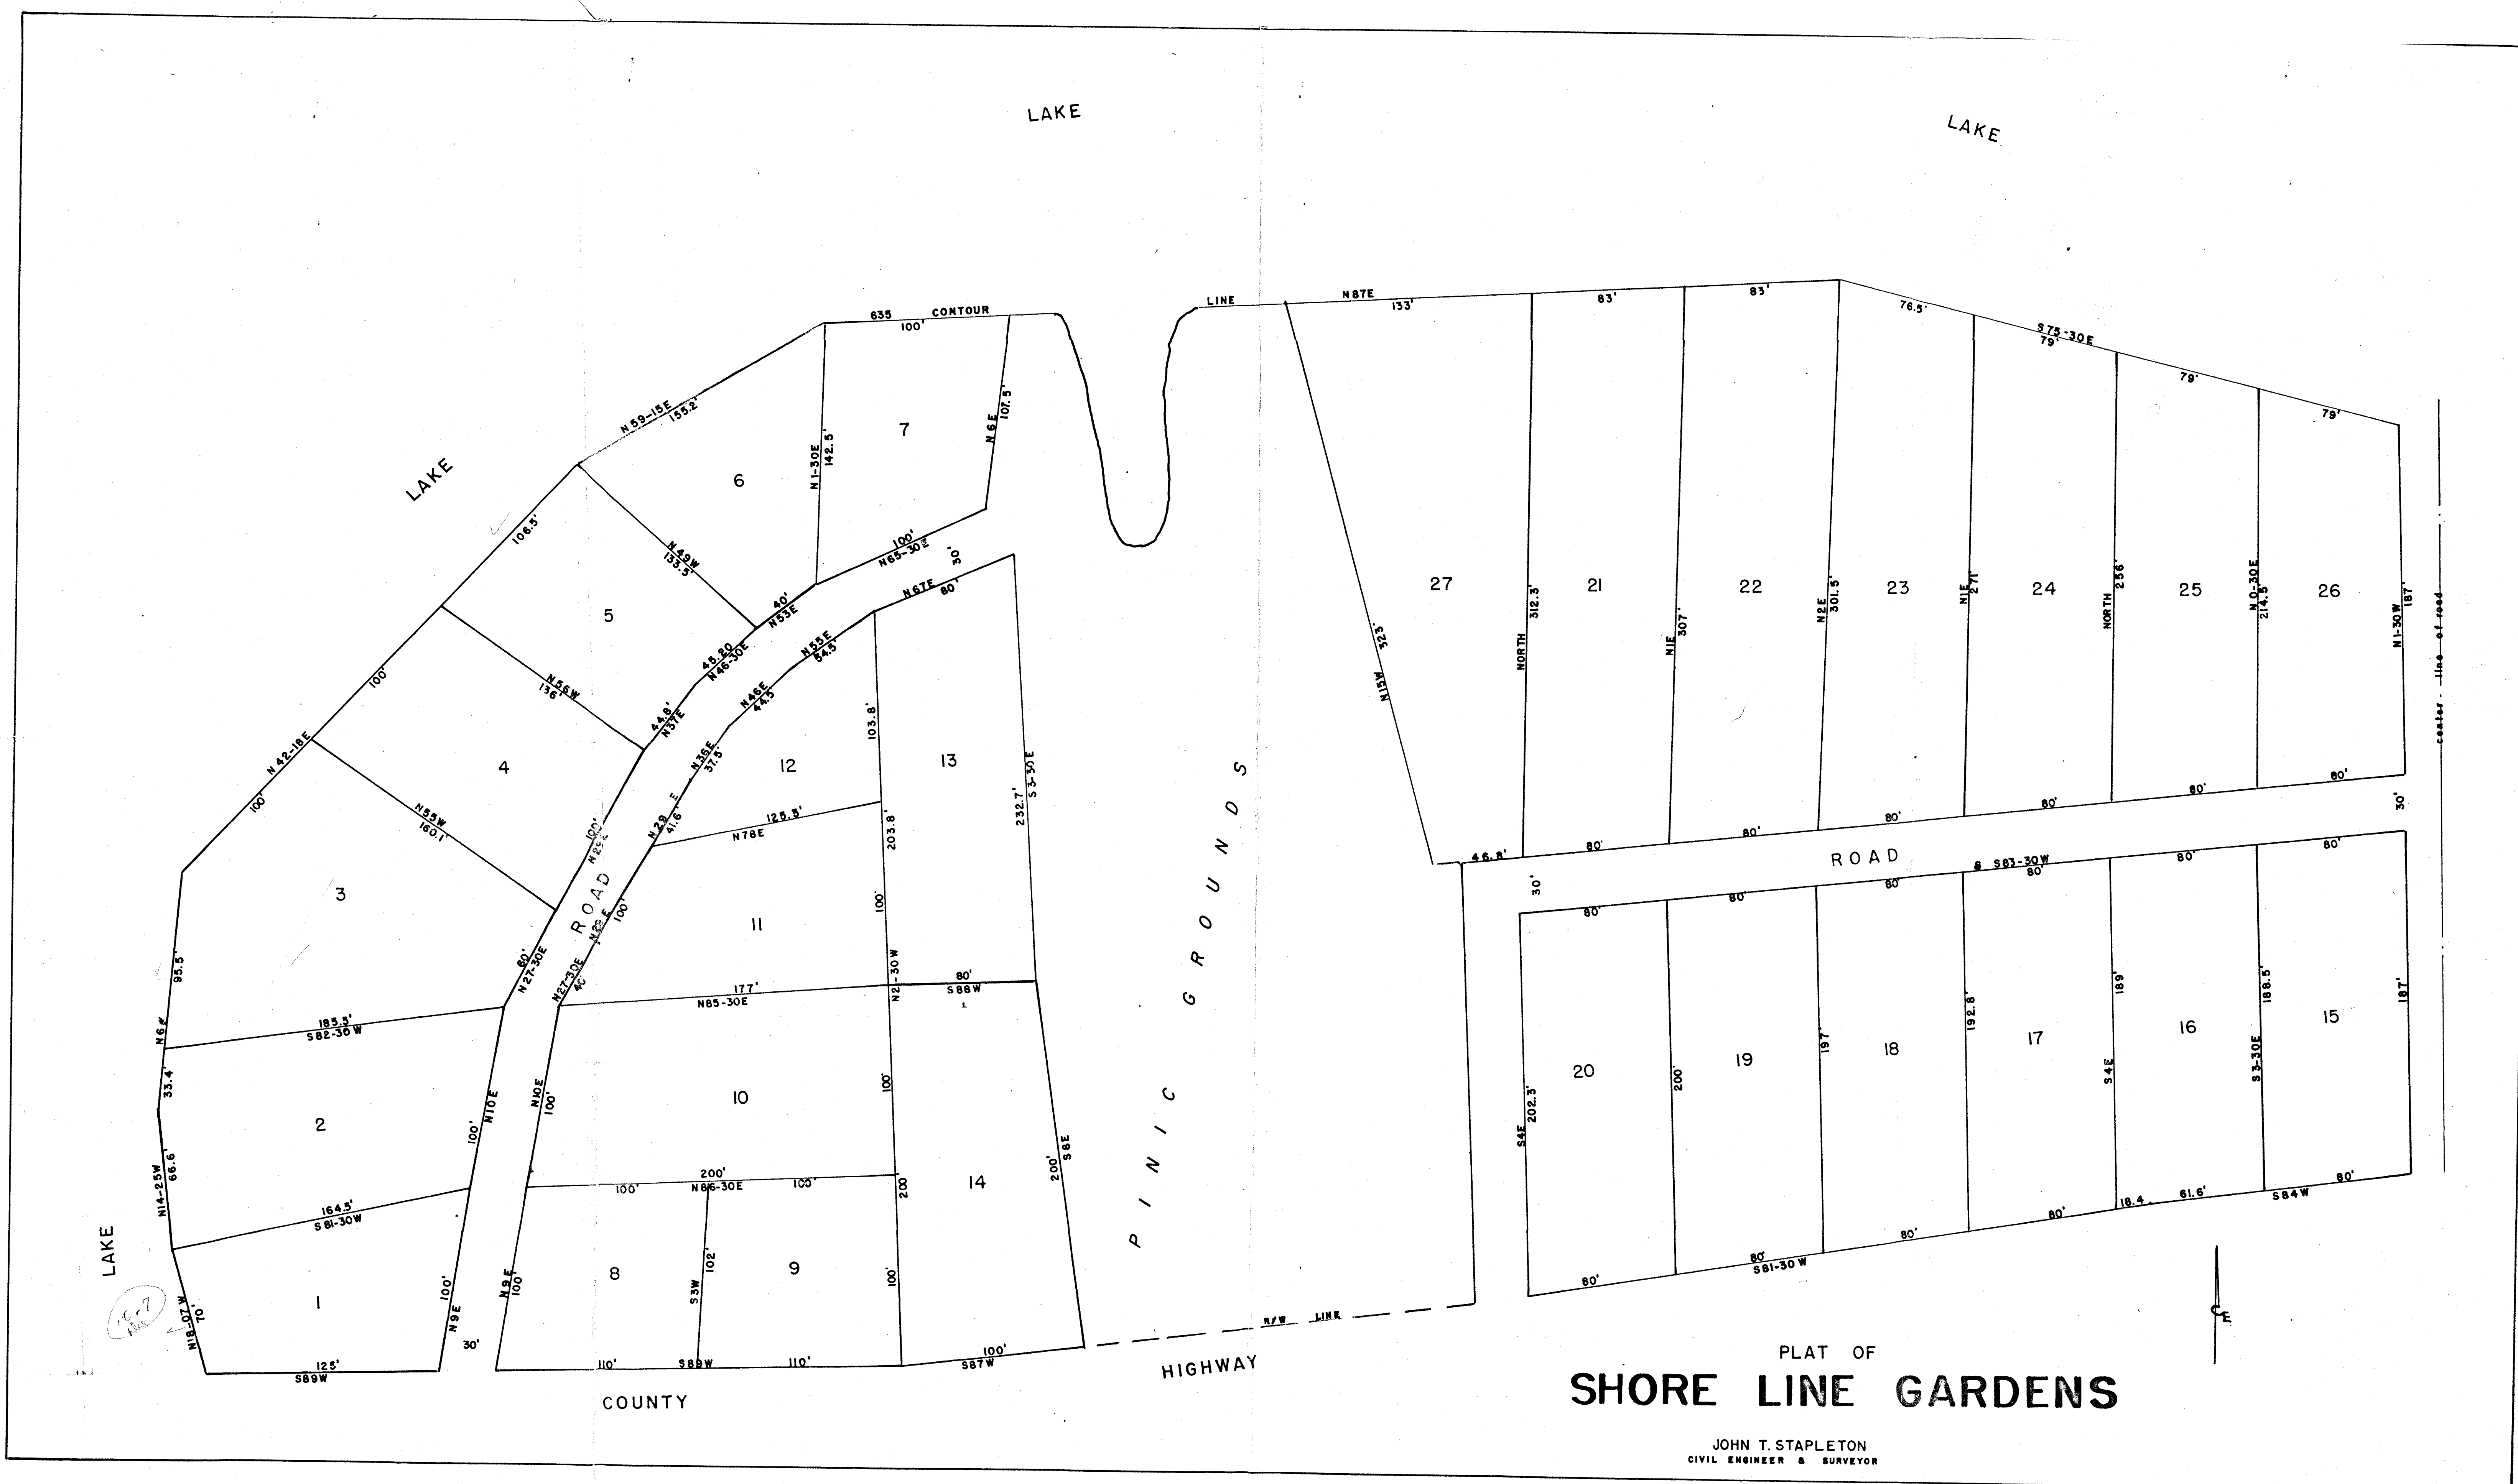 LAKE
LAKE
LAKE
LAKE
635 CONTOUR
100'
LINE
N87E
133'
83'
83'
76.5'
S75-30E
79'
79'
79'
N59-15E
155.2'
106.5'
100'
N42-18E
100'
95.5'
N6E
33.4'
N14-25W
66.6'
N18-07W
70'
7
N6E
107.5'
N1-30E
142.5'
6
N49W
133.5'
5
N56W
136'
4
N55W
160.1'
3
185.5'
S82-30W
2
164.5'
S81-30W
1
125'
S89W
100'
N65-30E
40'
N53E
45.20
N46-30E
44.8'
N37E
100'
N29E
60'
N27-30E
N10E
100'
100'
N9E
30'
ROAD
30'
N67E
80'
N55E
54.5'
N46E
44.5'
N36E
37.5'
N29 E
41.6'
N29E
100'
N27-30E
40'
N10E
100'
N9E
100'
12
103.8'
125.5'
N78E
203.8'
11
100'
177'
N85-30E
N2-30W
13
S3-30E
232.7'
80'
S88W
10
100'
200'
N86-30E
100'
100'
200'
8
S3W
102'
9
100'
14
S8E
200'
110'
S89W
110'
100'
S87W
COUNTY
HIGHWAY
R/W LINE
PINIC GROUNDS
27
N15W 323'
NORTH
312.3'
21
N1E
307'
22
N2E
301.5'
23
N1E
271'
24
NORTH
256'
25
N0-30E
214.5'
26
N1-30W
187'
center line of road
46.8'
80'
80'
80'
80'
80'
80'
30'
ROAD
S83-30W
30'
80'
80'
80'
80'
80'
80'
20
S4E
202.3'
200'
19
197'
18
192.8'
17
S4E
189'
16
S3-30E
188.5'
15
187'
80'
80'
S81-30W
80'
80'
18.4
61.6'
S84W
80'
PLAT OF
SHORE LINE GARDENS
JOHN T. STAPLETON
CIVIL ENGINEER & SURVEYOR